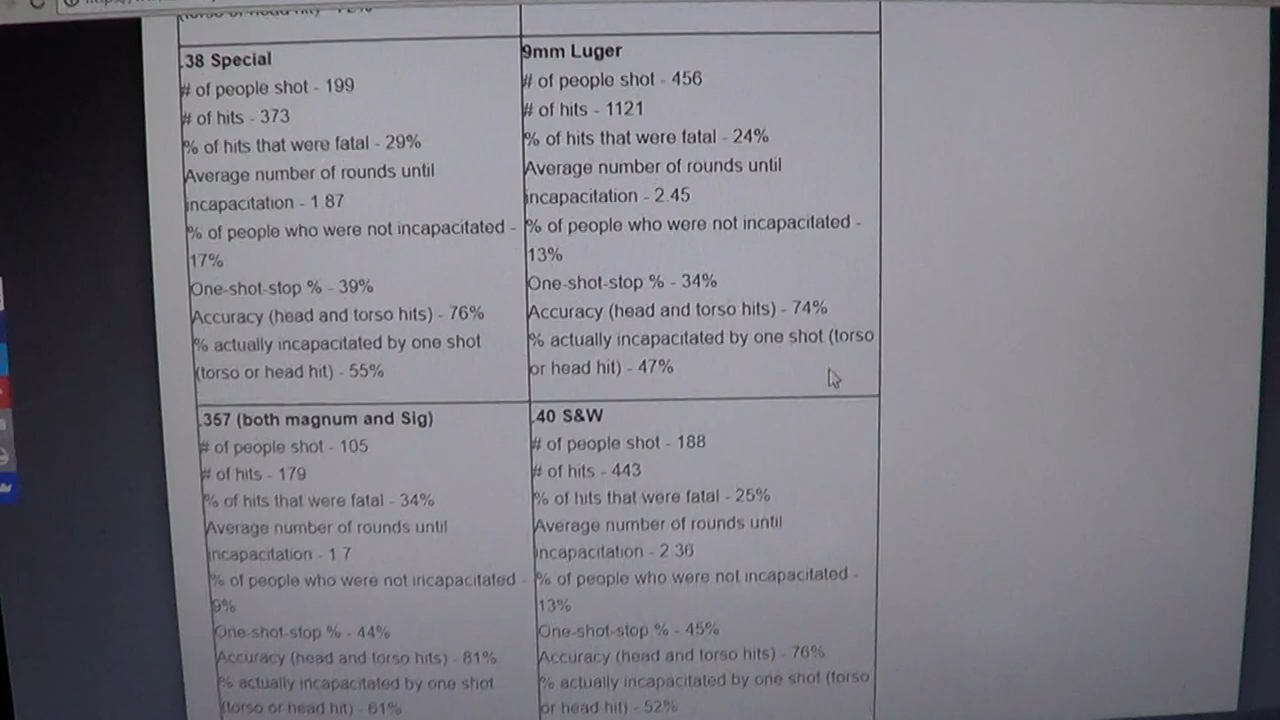 .38 Special
# of people shot - 199
# of hits - 373
% of hits that were fatal - 29%
Average number of rounds until
incapacitation - 1.87
% of people who were not incapacitated -
17%
One-shot-stop % - 39%
Accuracy (head and torso hits) - 76%
% actually incapacitated by one shot
(torso or head hit) - 55%
9mm Luger
# of people shot - 456
# of hits - 1121
% of hits that were fatal - 24%
Average number of rounds until
incapacitation - 2.45
% of people who were not incapacitated -
13%
One-shot-stop % - 34%
Accuracy (head and torso hits) - 74%
% actually incapacitated by one shot (torso
or head hit) - 47%
.357 (both magnum and Sig)
# of people shot - 105
# of hits - 179
% of hits that were fatal - 34%
Average number of rounds until
incapacitation - 1.7
% of people who were not incapacitated -
9%
One-shot-stop % - 44%
Accuracy (head and torso hits) - 81%
% actually incapacitated by one shot
(torso or head hit) - 61%
.40 S&W
# of people shot - 188
# of hits - 443
% of hits that were fatal - 25%
Average number of rounds until
incapacitation - 2.36
% of people who were not incapacitated -
13%
One-shot-stop % - 45%
Accuracy (head and torso hits) - 76%
% actually incapacitated by one shot (torso
or head hit) - 52%